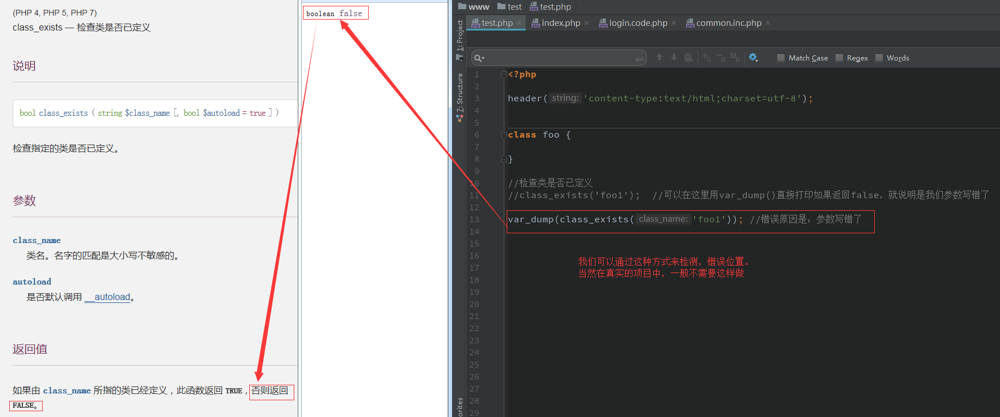 (PHP 4, PHP 5, PHP 7)
class_exists — 检查类是否已定义
说明
bool class_exists ( string $class_name [, bool $autoload = true ] )
检查指定的类是否已定义。
参数
class_name
类名。名字的匹配是大小写不敏感的。
autoload
是否默认调用 __autoload。
返回值
如果由 class_name 所指的类已经定义，此函数返回 TRUE，否则返回
FALSE。
boolean false
www test test.php
test.php × index.php × login.code.php × common.inc.php ×
1: Project
7: Structure
orites
Match Case Regex Words
1 <?php
2
3 header( string: 'content-type:text/html;charset=utf-8');
4
5
6 class foo {
7
8 }
9
10 //检查类是否已定义
11 //class_exists('foo1'); //可以在这里用var_dump()直接打印如果返回false，就说明是我们参数写错了
12
13 var_dump(class_exists( class_name: 'foo1')); //错误原因是：参数写错了
14
15
16
17
18
19
20
21
22
23
24
25
26
27
28
29
我们可以通过这种方式来检测，错误位置。
当然在真实的项目中，一般不需要这样做